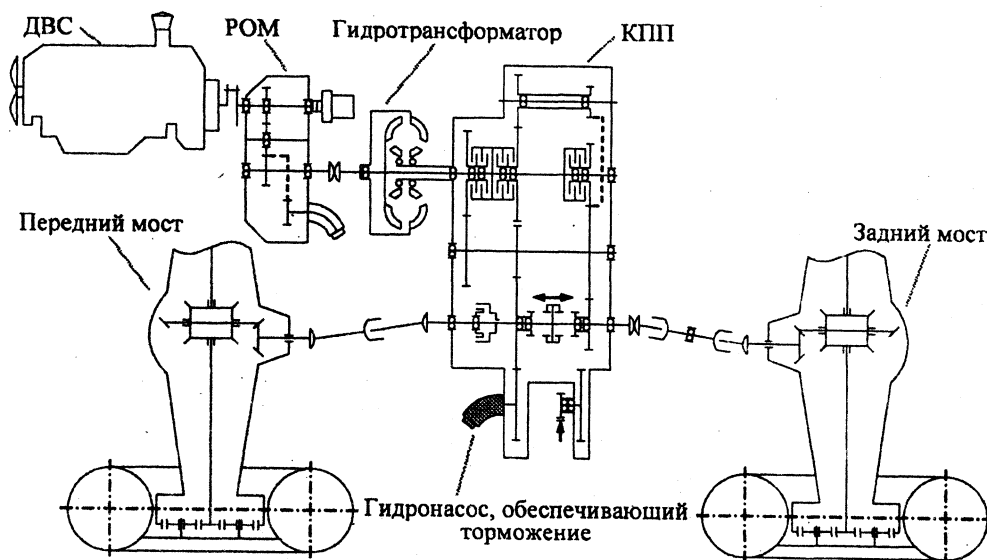 ДВС
РОМ
Гидротрансформатор
КПП
Передний мост
Задний мост
Гидронасос, обеспечивающий
торможение